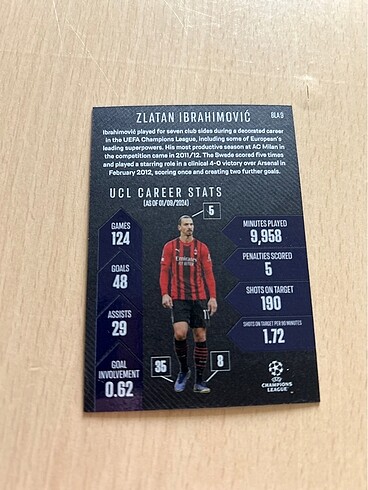 ZLATAN IBRAHIMOVIĆ
BLA 9
Ibrahimović played for seven club sides during a decorated career
in the UEFA Champions League, including some of European's
leading superpowers. His most productive season at AC Milan in
the competition came in 2011/12. The Swede scored five times
and played a starring role in a clinical 4-0 victory over Arsenal in
February 2012, scoring once and creating two further goals.
UCL CAREER STATS
(AS OF 01/09/2024)
5
GAMES
124
GOALS
48
ASSISTS
29
GOAL
INVOLVEMENT
0.62
MINUTES PLAYED
9,958
PENALTIES SCORED
5
SHOTS ON TARGET
190
SHOTS ON TARGET PER 90 MINUTES
1.72
35
8
CHAMPIONS
LEAGUE